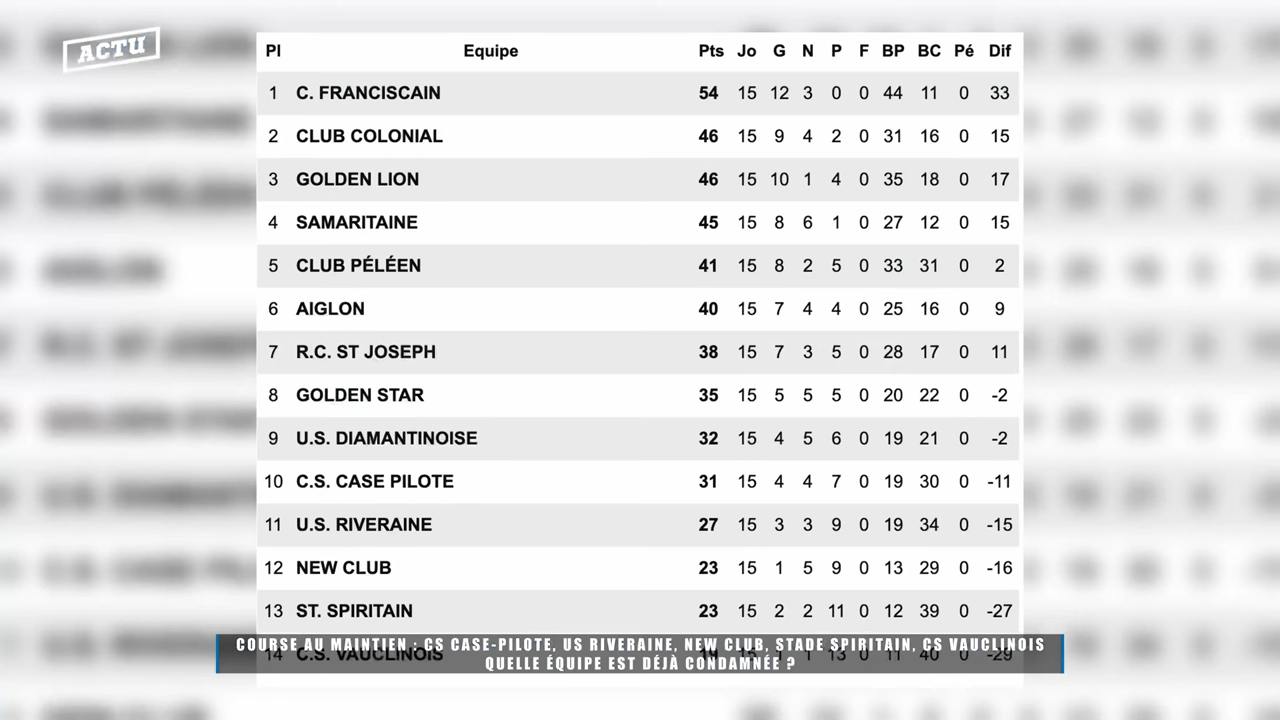 ACTU
Pl Equipe Pts Jo G N P F BP BC Pé Dif
1 C. FRANCISCAIN 54 15 12 3 0 0 44 11 0 33
2 CLUB COLONIAL 46 15 9 4 2 0 31 16 0 15
3 GOLDEN LION 46 15 10 1 4 0 35 18 0 17
4 SAMARITAINE 45 15 8 6 1 0 27 12 0 15
5 CLUB PÉLÉEN 41 15 8 2 5 0 33 31 0 2
6 AIGLON 40 15 7 4 4 0 25 16 0 9
7 R.C. ST JOSEPH 38 15 7 3 5 0 28 17 0 11
8 GOLDEN STAR 35 15 5 5 5 0 20 22 0 -2
9 U.S. DIAMANTINOISE 32 15 4 5 6 0 19 21 0 -2
10 C.S. CASE PILOTE 31 15 4 4 7 0 19 30 0 -11
11 U.S. RIVERAINE 27 15 3 3 9 0 19 34 0 -15
12 NEW CLUB 23 15 1 5 9 0 13 29 0 -16
13 ST. SPIRITAIN 23 15 2 2 11 0 12 39 0 -27
14 C.S. VAUCLINOIS 19 15 1 1 13 0 11 40 0 -29
COURSE AU MAINTIEN : CS CASE-PILOTE, US RIVERAINE, NEW CLUB, STADE SPIRITAIN, CS VAUCLINOIS
QUELLE ÉQUIPE EST DÉJÀ CONDAMNÉE ?